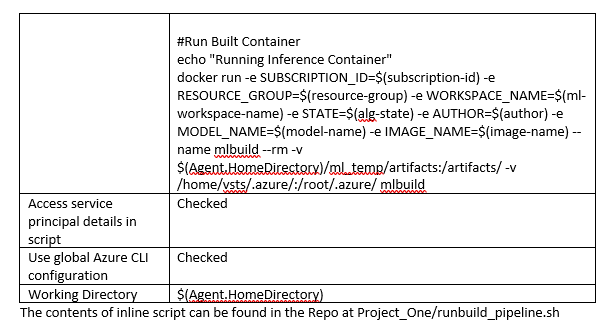 #Run Built Container
echo "Running Inference Container"
docker run -e SUBSCRIPTION_ID=$(subscription-id) -e
RESOURCE_GROUP=$(resource-group) -e WORKSPACE_NAME=$(ml-
workspace-name) -e STATE=$(alg-state) -e AUTHOR=$(author) -e
MODEL_NAME=$(model-name) -e IMAGE_NAME=$(image-name) --
name mlbuild --rm -v
$(Agent.HomeDirectory)/ml_temp/artifacts:/artifacts/ -v
/home/vsts/.azure/:/root/.azure/ mlbuild
Access service
principal details in
script
Checked
Use global Azure CLI
configuration
Checked
Working Directory
$(Agent.HomeDirectory)
The contents of inline script can be found in the Repo at Project_One/runbuild_pipeline.sh